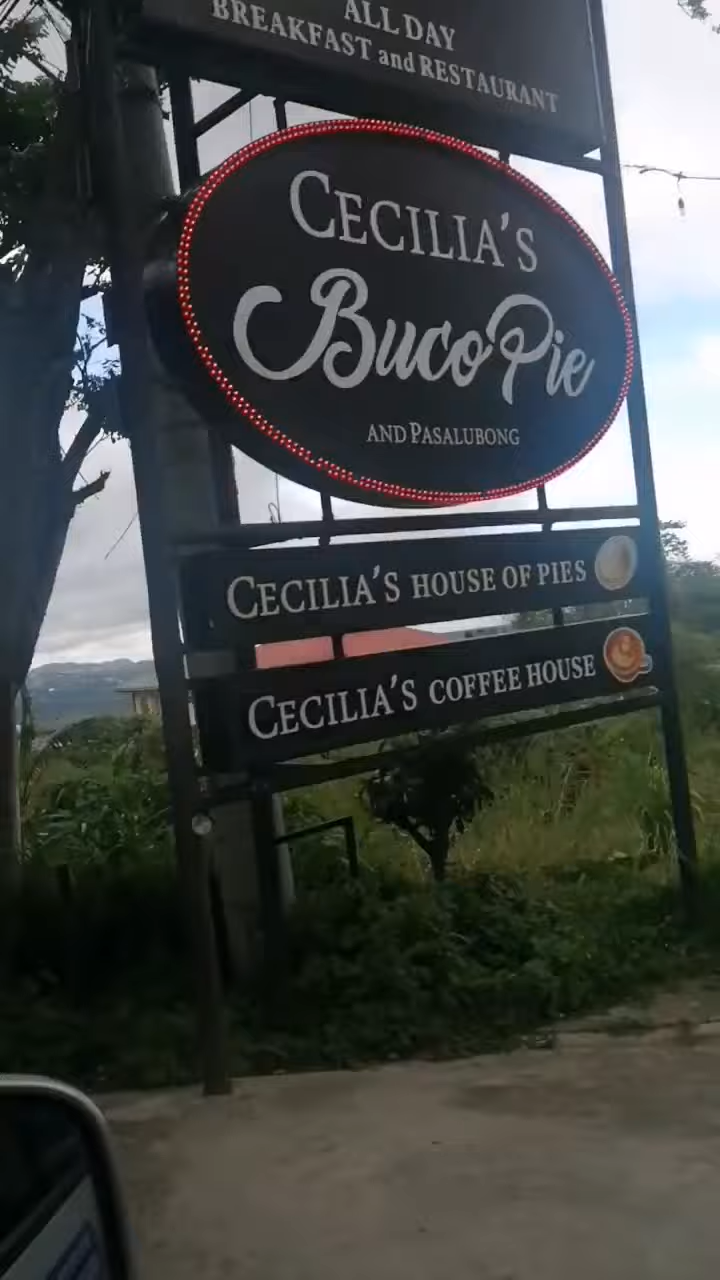 ALL DAY
BREAKFAST and RESTAURANT
CECILIA'S
Buco Pie
AND PASALUBONG
CECILIA'S HOUSE OF PIES
CECILIA'S COFFEE HOUSE